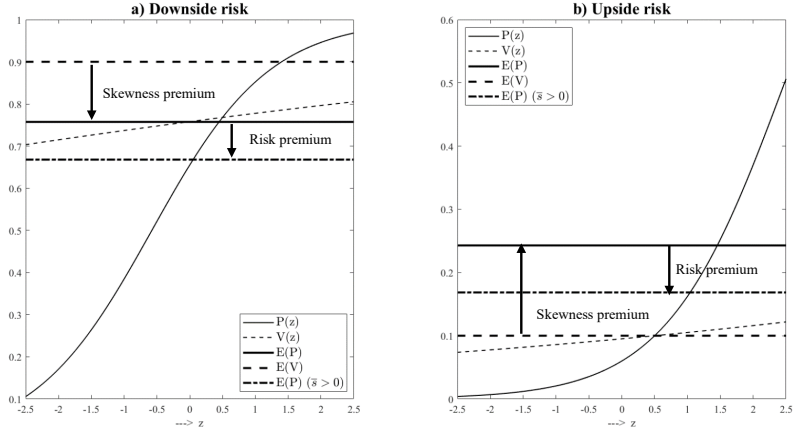 a) Downside risk
1
0.9
0.8
0.7
0.6
0.5
0.4
0.3
0.2
0.1
Skewness premium
Risk premium
P(z)
V(z)
E(P)
E(V)
E(P) (s̅ > 0)
-2.5 -2 -1.5 -1 -0.5 0 0.5 1 1.5 2 2.5
---> z
b) Upside risk
0.6
0.5
0.4
0.3
0.2
0.1
0
P(z)
V(z)
E(P)
E(V)
E(P) (s̅ > 0)
Risk premium
Skewness premium
-2.5 -2 -1.5 -1 -0.5 0 0.5 1 1.5 2 2.5
---> z